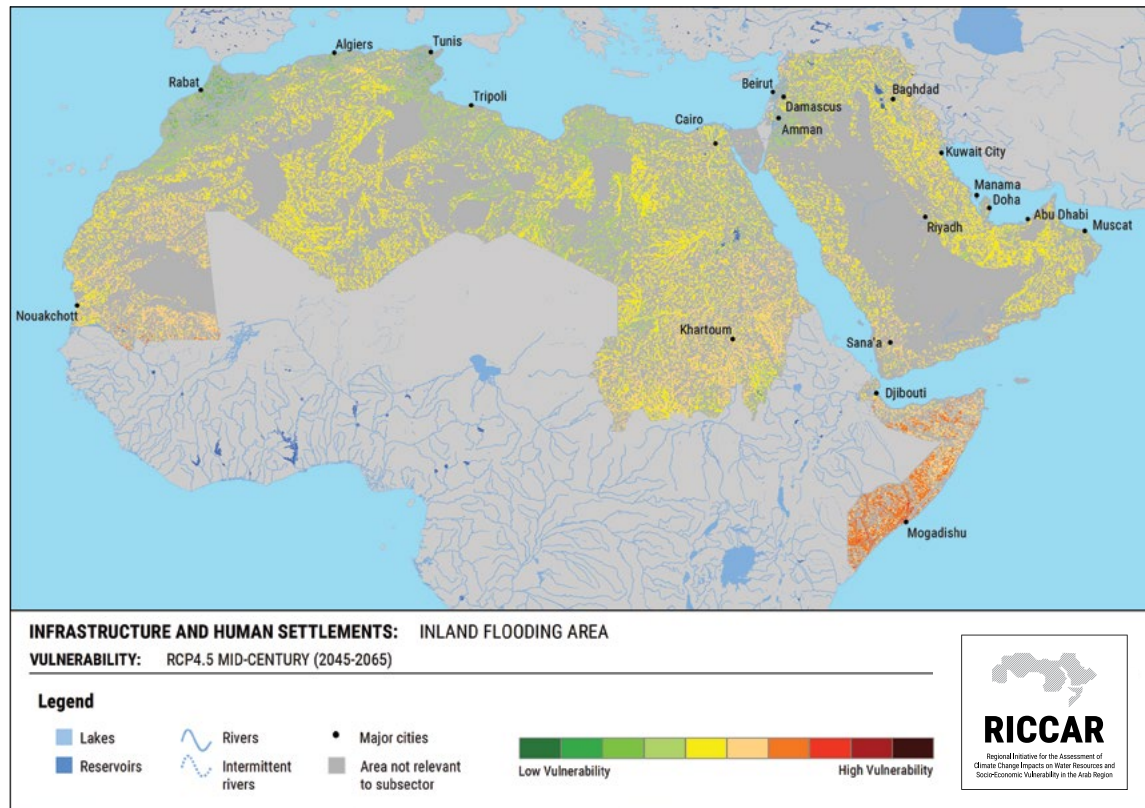 Algiers
Tunis
Rabat
Tripoli
Beirut
Damascus
Baghdad
Amman
Cairo
Kuwait City
Manama
Doha
Abu Dhabi
Riyadh
Muscat
Nouakchott
Khartoum
Sana'a
Djibouti
Mogadishu
INFRASTRUCTURE AND HUMAN SETTLEMENTS: INLAND FLOODING AREA
VULNERABILITY: RCP4.5 MID-CENTURY (2045-2065)
Legend
Lakes
Rivers
Major cities
Reservoirs
Intermittent
rivers
Area not relevant
to subsector
Low Vulnerability
High Vulnerability
RICCAR
Regional Initiative for the Assessment of
Climate Change Impacts on Water Resources and
Socio-Economic Vulnerability in the Arab Region